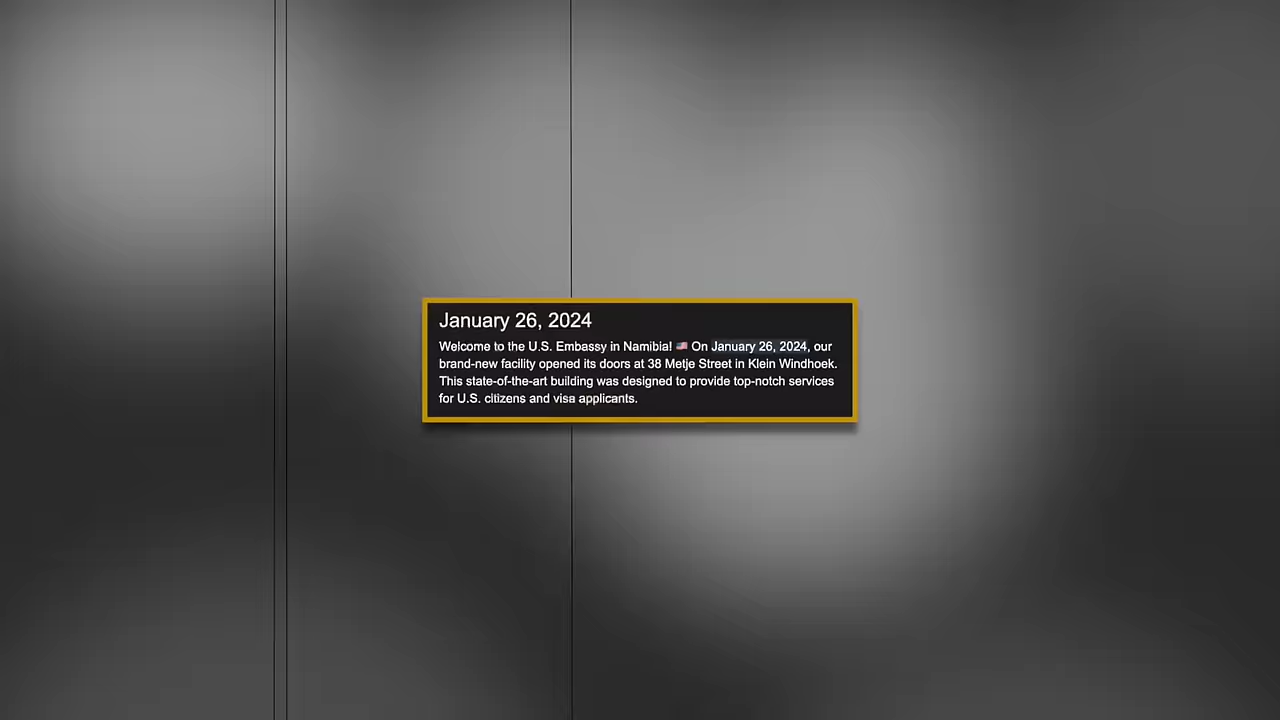 January 26, 2024
Welcome to the U.S. Embassy in Namibia! 🇺🇸 On January 26, 2024, our
brand-new facility opened its doors at 38 Metje Street in Klein Windhoek.
This state-of-the-art building was designed to provide top-notch services
for U.S. citizens and visa applicants.